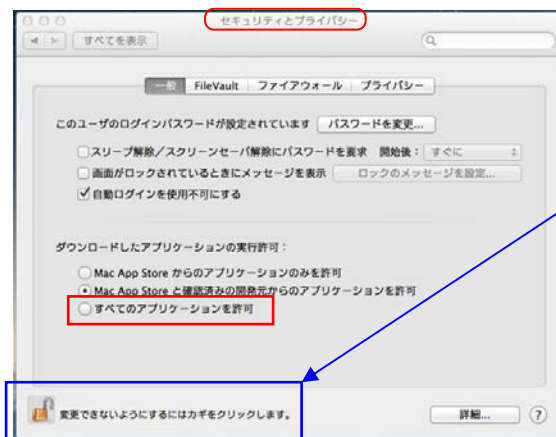 セキュリティとプライバシー
すべてを表示
一般 FileVault ファイアウォール プライバシー
このユーザのログインパスワードが設定されています パスワードを変更...
スリープ解除/スクリーンセーバ解除にパスワードを要求 開始後: すぐに
画面がロックされているときにメッセージを表示 ロックのメッセージを設定...
自動ログインを使用不可にする
ダウンロードしたアプリケーションの実行許可:
Mac App Store からのアプリケーションのみを許可
Mac App Store と確認済みの開発元からのアプリケーションを許可
すべてのアプリケーションを許可
変更できないようにするにはカギをクリックします。 詳細... ?